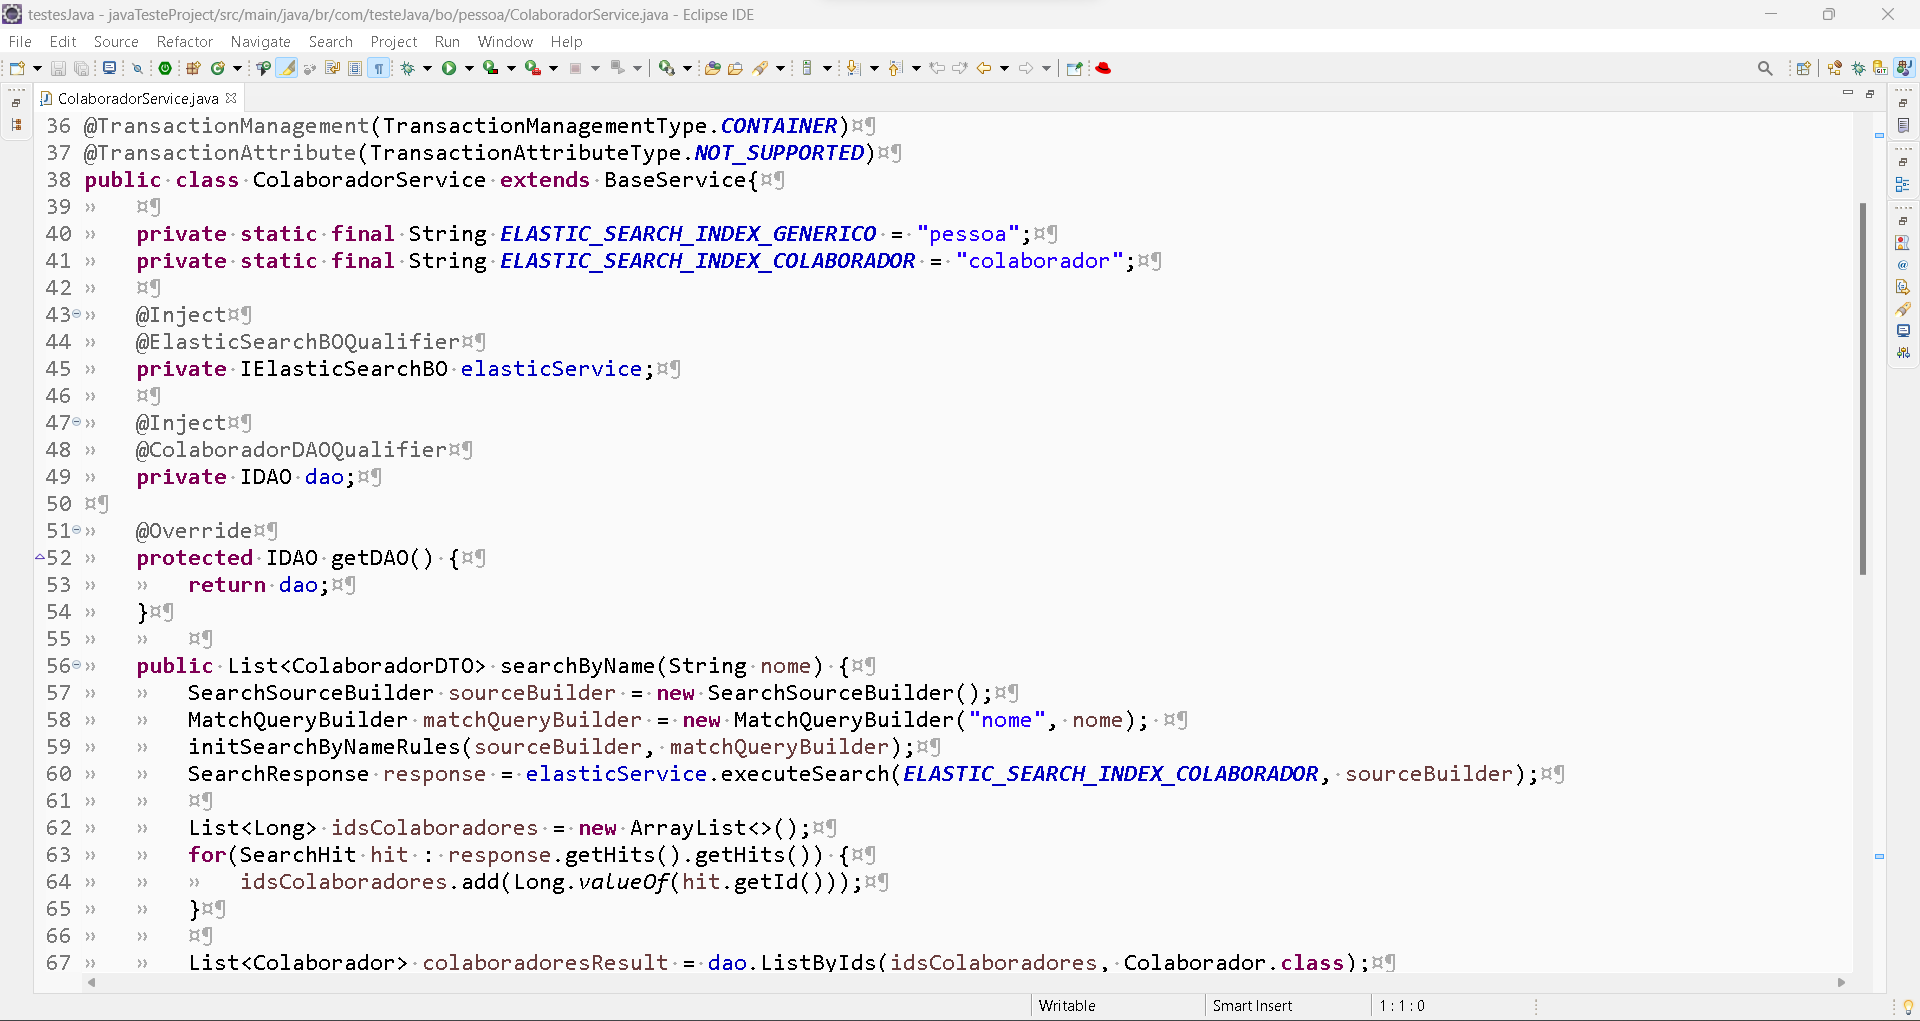 testesJava - javaTesteProject/src/main/java/br/com/testeJava/bo/pessoa/ColaboradorService.java - Eclipse IDE
File Edit Source Refactor Navigate Search Project Run Window Help
ColaboradorService.java
36 @TransactionManagement(TransactionManagementType.CONTAINER)¤¶
37 @TransactionAttribute(TransactionAttributeType.NOT_SUPPORTED)¤¶
38 public·class·ColaboradorService·extends·BaseService{¤¶
39 » ¤¶
40 » private·static·final·String·ELASTIC_SEARCH_INDEX_GENERICO·=·"pessoa";¤¶
41 » private·static·final·String·ELASTIC_SEARCH_INDEX_COLABORADOR·=·"colaborador";¤¶
42 » ¤¶
43 » @Inject¤¶
44 » @ElasticSearchBOQualifier¤¶
45 » private·IElasticSearchBO·elasticService;¤¶
46 » ¤¶
47 » @Inject¤¶
48 » @ColaboradorDAOQualifier¤¶
49 » private·IDAO·dao;¤¶
50 ¤¶
51 » @Override¤¶
52 » protected·IDAO·getDAO()·{¤¶
53 » » return·dao;¤¶
54 » }¤¶
55 » » ¤¶
56 » public·List<ColaboradorDTO>·searchByName(String·nome)·{¤¶
57 » » SearchSourceBuilder·sourceBuilder·=·new·SearchSourceBuilder();¤¶
58 » » MatchQueryBuilder·matchQueryBuilder·=·new·MatchQueryBuilder("nome",·nome);·¤¶
59 » » initSearchByNameRules(sourceBuilder,·matchQueryBuilder);¤¶
60 » » SearchResponse·response·=·elasticService.executeSearch(ELASTIC_SEARCH_INDEX_COLABORADOR,·sourceBuilder);¤¶
61 » » ¤¶
62 » » List<Long>·idsColaboradores·=·new·ArrayList<>();¤¶
63 » » for(SearchHit·hit·:·response.getHits().getHits())·{¤¶
64 » » » idsColaboradores.add(Long.valueOf(hit.getId()));¤¶
65 » » }¤¶
66 » » ¤¶
67 » » List<Colaborador>·colaboradoresResult·=·dao.ListByIds(idsColaboradores,·Colaborador.class);¤¶
Writable Smart Insert 1 : 1 : 0